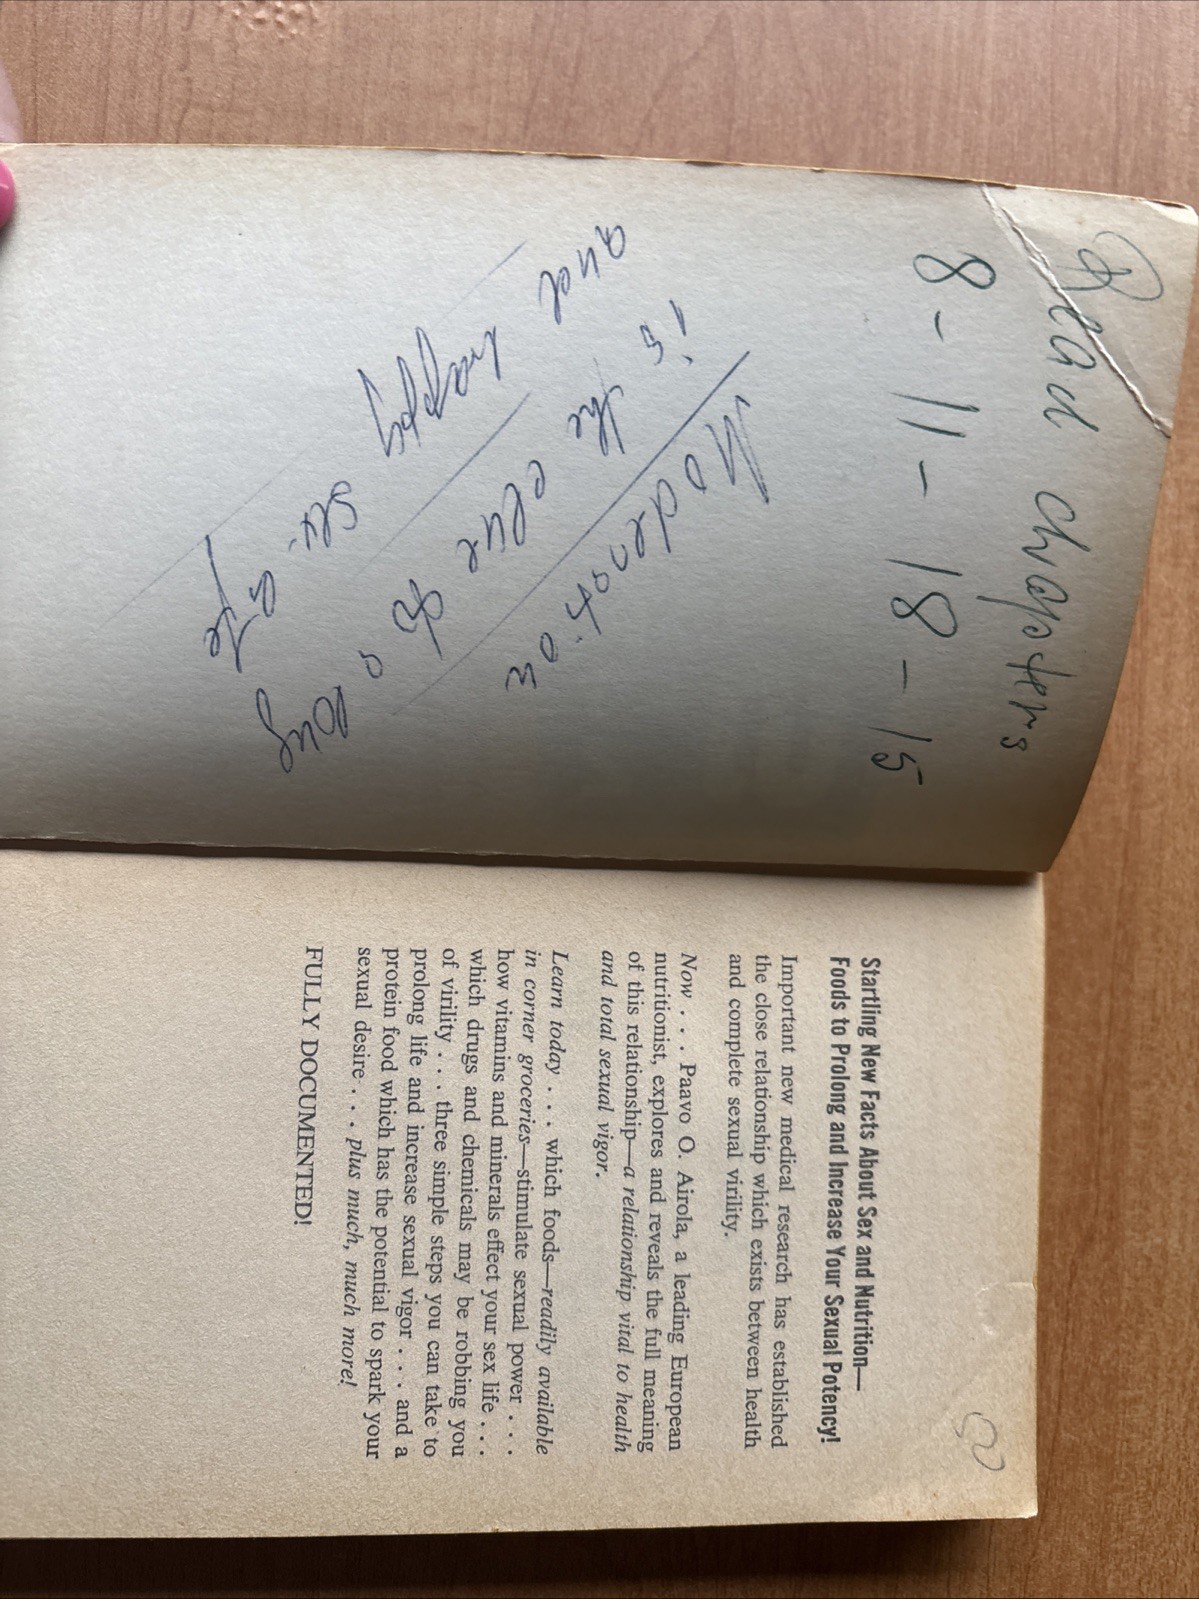 Read chapters
8 - 11 - 18 - 15
Moderation
is the clue to a long
and happy sex life
Startling New Facts About Sex and Nutrition—
Foods to Prolong and Increase Your Sexual Potency!
Important new medical research has established
the close relationship which exists between health
and complete sexual virility.
Now . . . Paavo O. Airola, a leading European
nutritionist, explores and reveals the full meaning
of this relationship—a relationship vital to health
and total sexual vigor.
Learn today . . . which foods—readily available
in corner groceries—stimulate sexual power . . .
how vitamins and minerals effect your sex life . . .
which drugs and chemicals may be robbing you
of virility . . . three simple steps you can take to
prolong life and increase sexual vigor . . . and a
protein food which has the potential to spark your
sexual desire . . . plus much, much more!
FULLY DOCUMENTED!